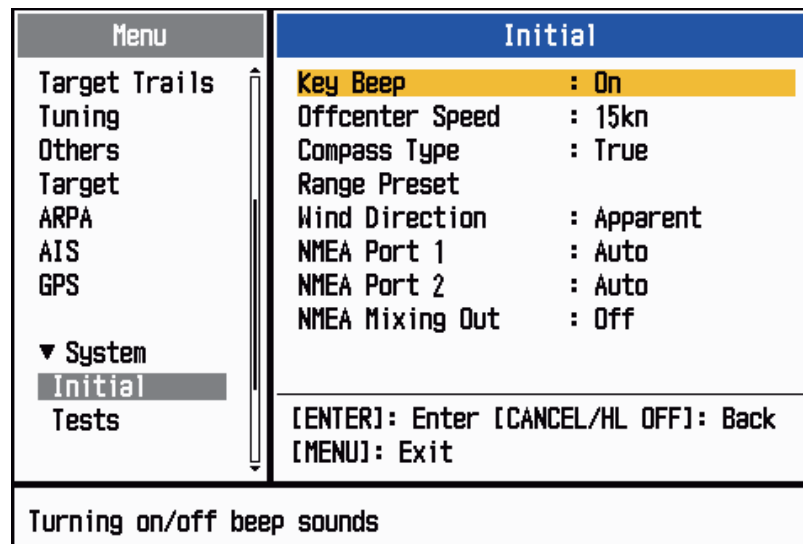 Menu
Target Trails
Tuning
Others
Target
ARPA
AIS
GPS
▼ System
Initial
Tests
Initial
Key Beep : On
Offcenter Speed : 15kn
Compass Type : True
Range Preset
Wind Direction : Apparent
NMEA Port 1 : Auto
NMEA Port 2 : Auto
NMEA Mixing Out : Off
[ENTER]: Enter [CANCEL/HL OFF]: Back
[MENU]: Exit
Turning on/off beep sounds